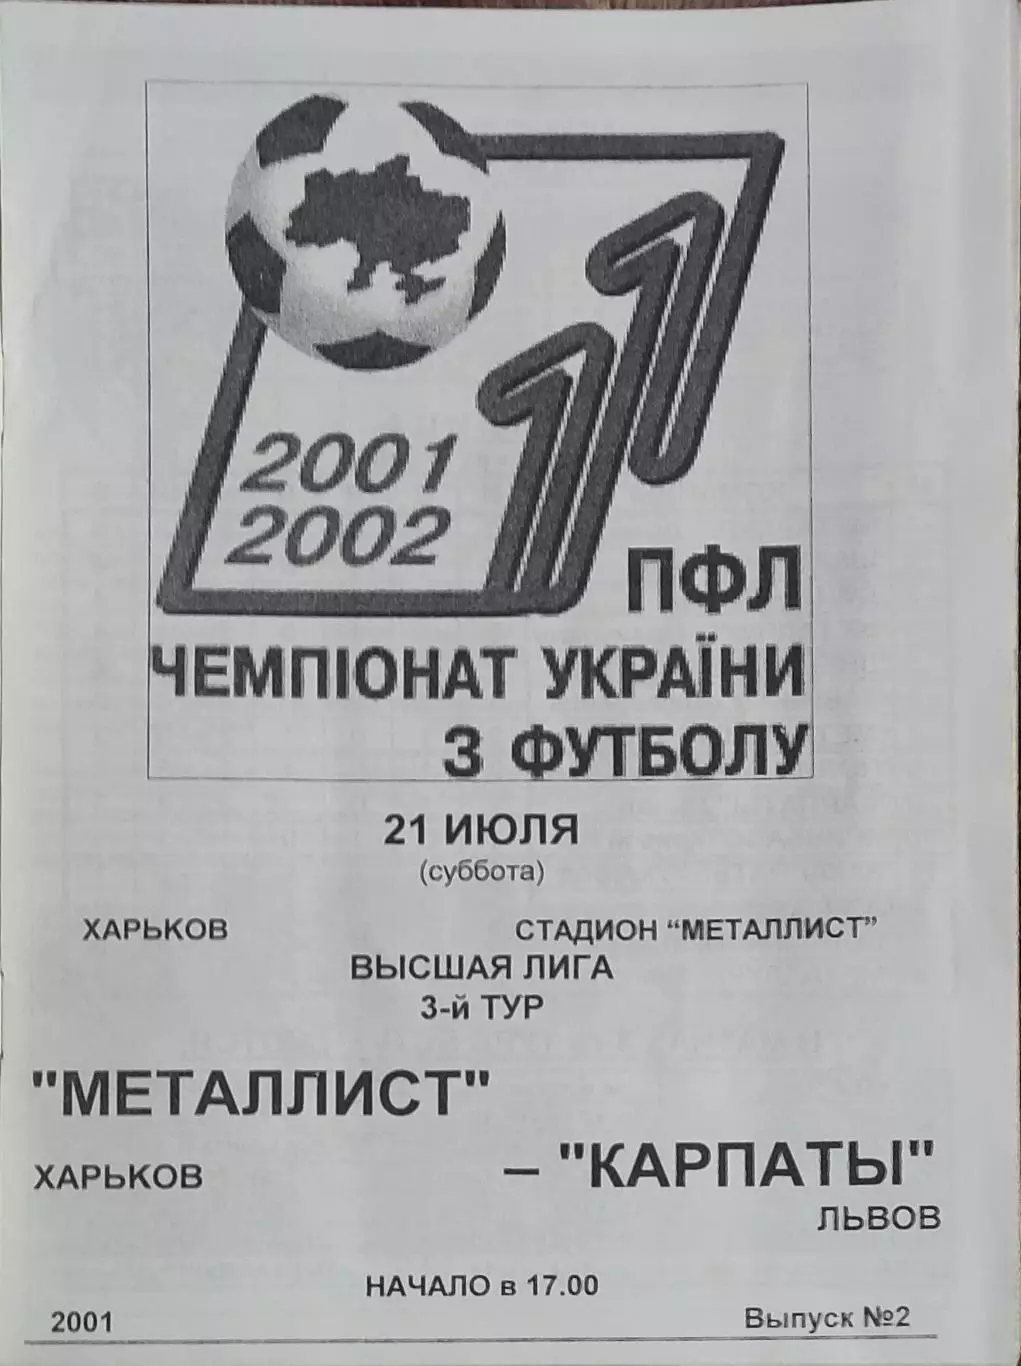 11
2001
2002
ПФЛ
ЧЕМПІОНАТ УКРАЇНИ
З ФУТБОЛУ
21 ИЮЛЯ
(суббота)
ХАРЬКОВ СТАДИОН “МЕТАЛЛИСТ”
ВЫСШАЯ ЛИГА
3-й ТУР
"МЕТАЛЛИСТ"
– "КАРПАТЫ"
ХАРЬКОВ
ЛЬВОВ
НАЧАЛО в 17.00
2001 Выпуск №2